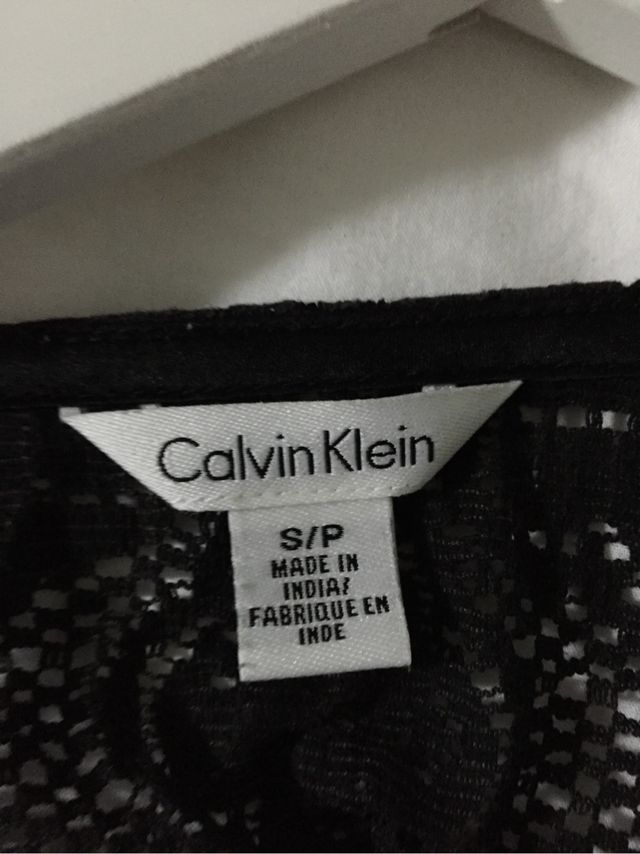 Calvin Klein
S/P
MADE IN
INDIA/
FABRIQUE EN
INDE